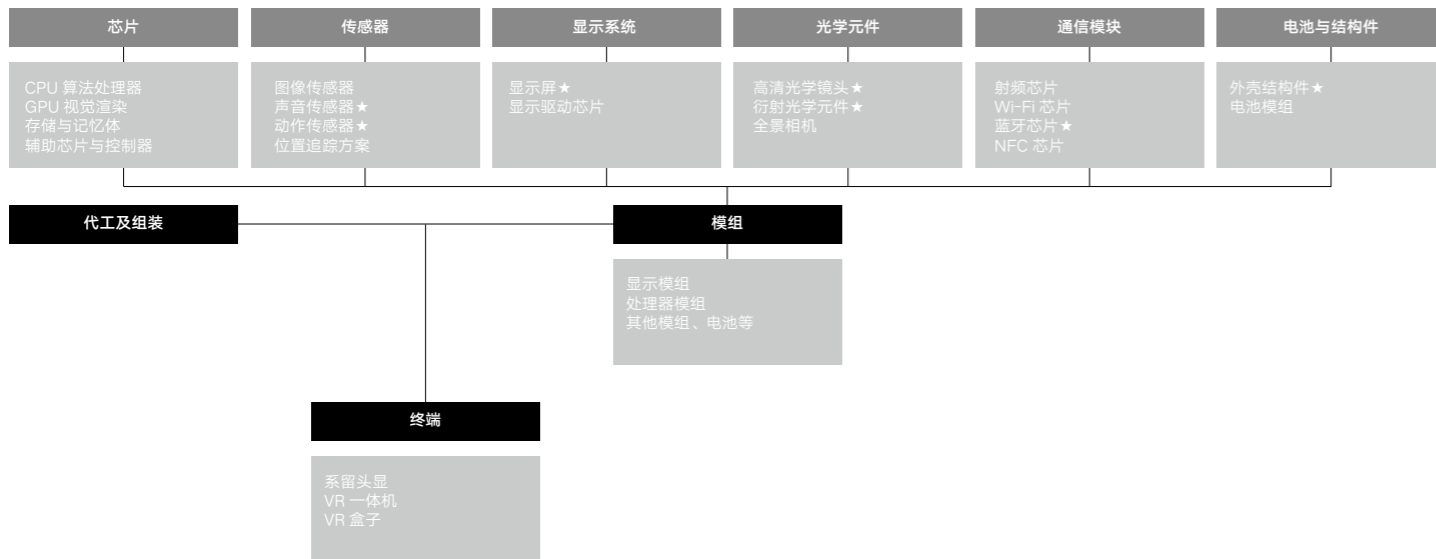 芯片
CPU 算法处理器
GPU 视觉渲染
存储与记忆体
辅助芯片与控制器
传感器
图像传感器
声音传感器★
动作传感器★
位置追踪方案
显示系统
显示屏★
显示驱动芯片
光学元件
高清光学镜头★
衍射光学元件★
全景相机
通信模块
射频芯片
Wi-Fi 芯片
蓝牙芯片★
NFC 芯片
电池与结构件
外壳结构件★
电池模组
代工及组装
模组
显示模组
处理器模组
其他模组、电池等
终端
系留头显
VR 一体机
VR 盒子